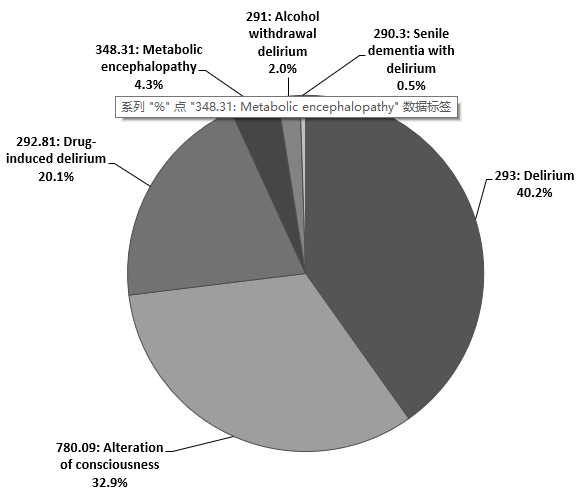 291: Alcohol
withdrawal
delirium
2.0%
290.3: Senile
dementia with
delirium
0.5%
348.31: Metabolic
encephalopathy
4.3%
系列 "%" 点 "348.31: Metabolic encephalopathy" 数据标签
292.81: Drug-
induced delirium
20.1%
293: Delirium
40.2%
780.09: Alteration
of consciousness
32.9%